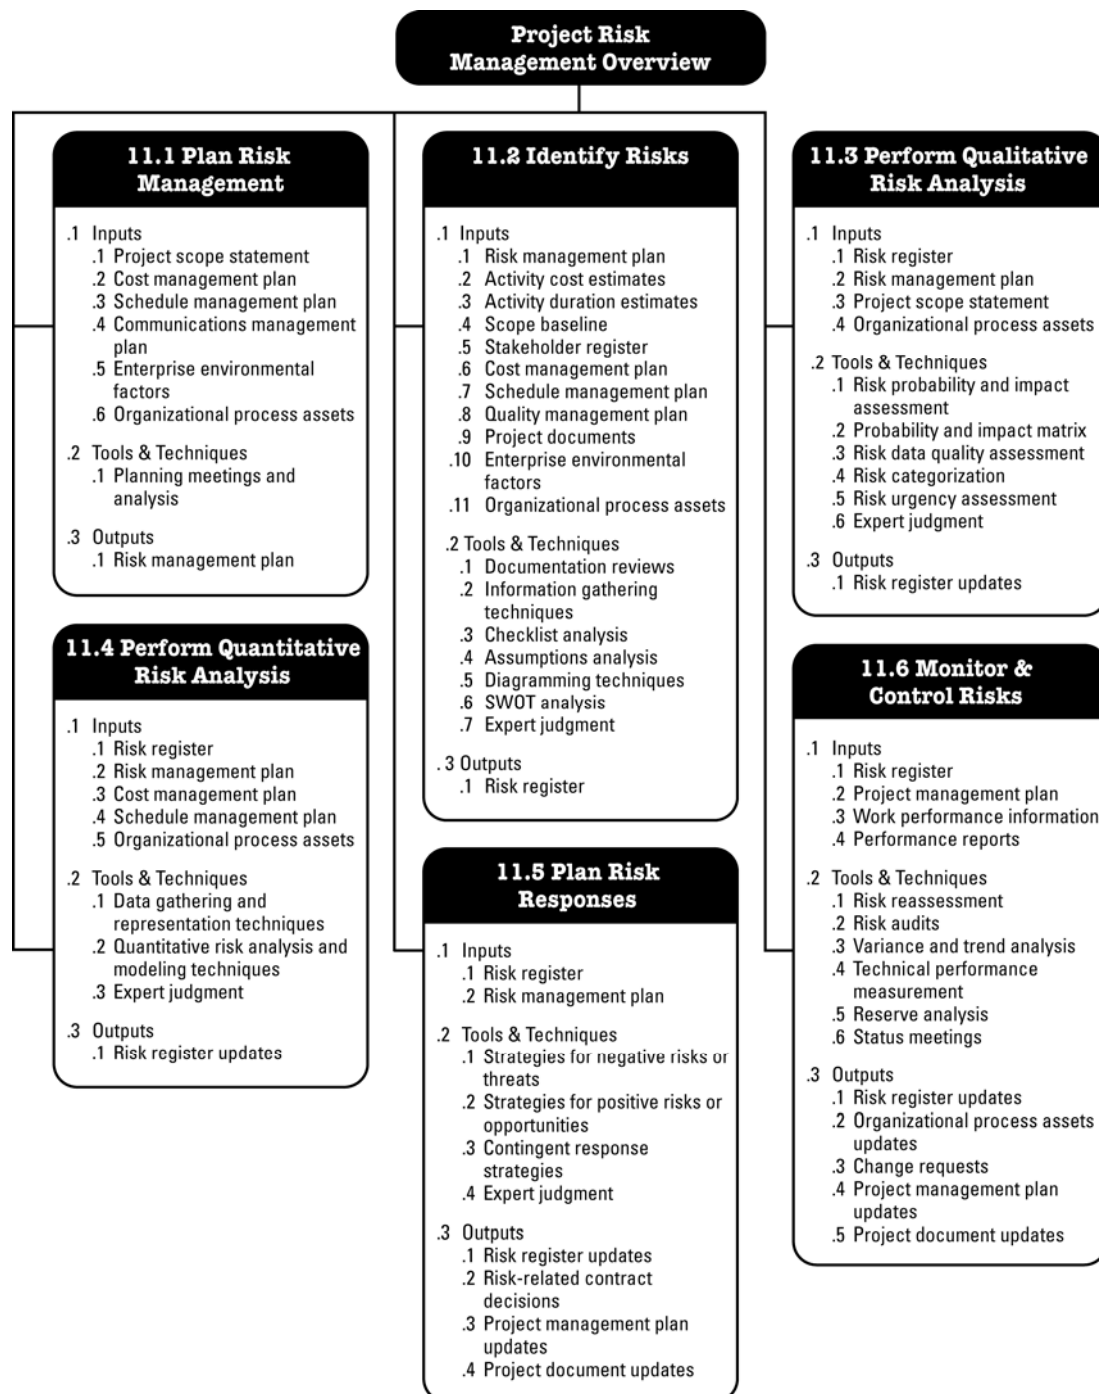 Project Risk
Management Overview
11.1 Plan Risk
Management
.1 Inputs
.1 Project scope statement
.2 Cost management plan
.3 Schedule management plan
.4 Communications management
plan
.5 Enterprise environmental
factors
.6 Organizational process assets
.2 Tools & Techniques
.1 Planning meetings and
analysis
.3 Outputs
.1 Risk management plan
11.2 Identify Risks
.1 Inputs
.1 Risk management plan
.2 Activity cost estimates
.3 Activity duration estimates
.4 Scope baseline
.5 Stakeholder register
.6 Cost management plan
.7 Schedule management plan
.8 Quality management plan
.9 Project documents
.10 Enterprise environmental
factors
.11 Organizational process assets
.2 Tools & Techniques
.1 Documentation reviews
.2 Information gathering
techniques
.3 Checklist analysis
.4 Assumptions analysis
.5 Diagramming techniques
.6 SWOT analysis
.7 Expert judgment
. 3 Outputs
.1 Risk register
11.3 Perform Qualitative
Risk Analysis
.1 Inputs
.1 Risk register
.2 Risk management plan
.3 Project scope statement
.4 Organizational process assets
.2 Tools & Techniques
.1 Risk probability and impact
assessment
.2 Probability and impact matrix
.3 Risk data quality assessment
.4 Risk categorization
.5 Risk urgency assessment
.6 Expert judgment
.3 Outputs
.1 Risk register updates
11.4 Perform Quantitative
Risk Analysis
.1 Inputs
.1 Risk register
.2 Risk management plan
.3 Cost management plan
.4 Schedule management plan
.5 Organizational process assets
.2 Tools & Techniques
.1 Data gathering and
representation techniques
.2 Quantitative risk analysis and
modeling techniques
.3 Expert judgment
.3 Outputs
.1 Risk register updates
11.5 Plan Risk
Responses
.1 Inputs
.1 Risk register
.2 Risk management plan
.2 Tools & Techniques
.1 Strategies for negative risks or
threats
.2 Strategies for positive risks or
opportunities
.3 Contingent response
strategies
.4 Expert judgment
.3 Outputs
.1 Risk register updates
.2 Risk-related contract
decisions
.3 Project management plan
updates
.4 Project document updates
11.6 Monitor &
Control Risks
.1 Inputs
.1 Risk register
.2 Project management plan
.3 Work performance information
.4 Performance reports
.2 Tools & Techniques
.1 Risk reassessment
.2 Risk audits
.3 Variance and trend analysis
.4 Technical performance
measurement
.5 Reserve analysis
.6 Status meetings
.3 Outputs
.1 Risk register updates
.2 Organizational process assets
updates
.3 Change requests
.4 Project management plan
updates
.5 Project document updates